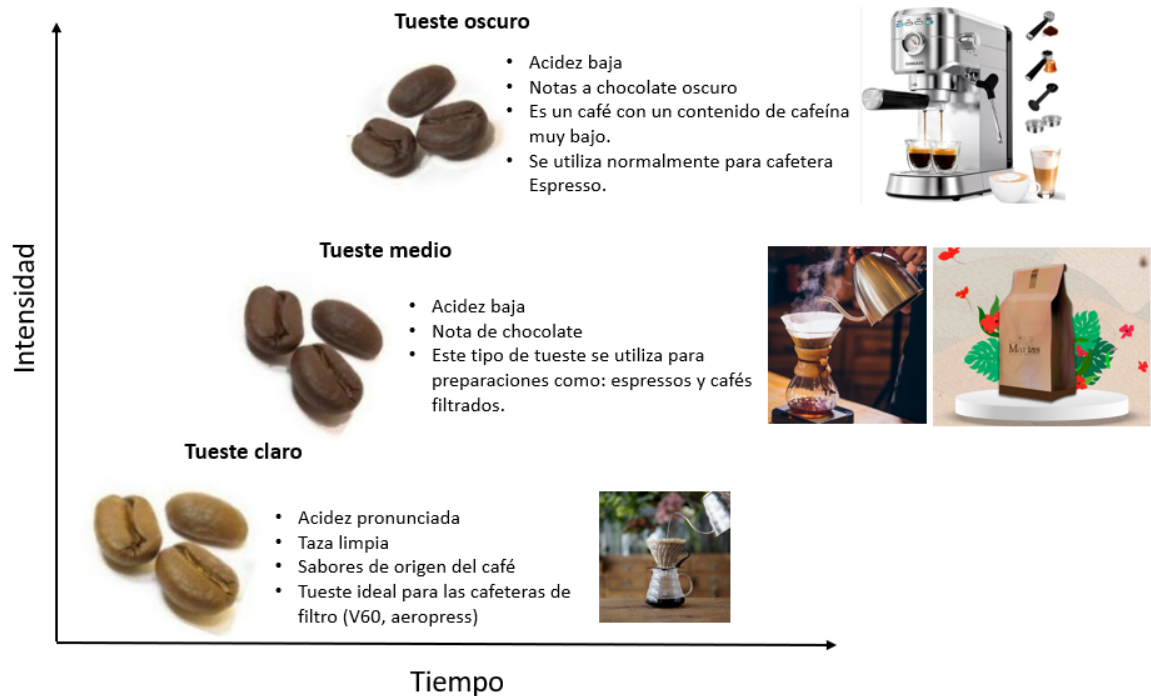 Tueste oscuro
• Acidez baja
• Notas a chocolate oscuro
• Es un café con un contenido de cafeína
muy bajo.
• Se utiliza normalmente para cafetera
Espresso.
Intensidad
Tueste medio
• Acidez baja
• Nota de chocolate
• Este tipo de tueste se utiliza para
preparaciones como: espressos y cafés
filtrados.
Marías
Tueste claro
• Acidez pronunciada
• Taza limpia
• Sabores de origen del café
• Tueste ideal para las cafeteras de
filtro (V60, aeropress)
Tiempo